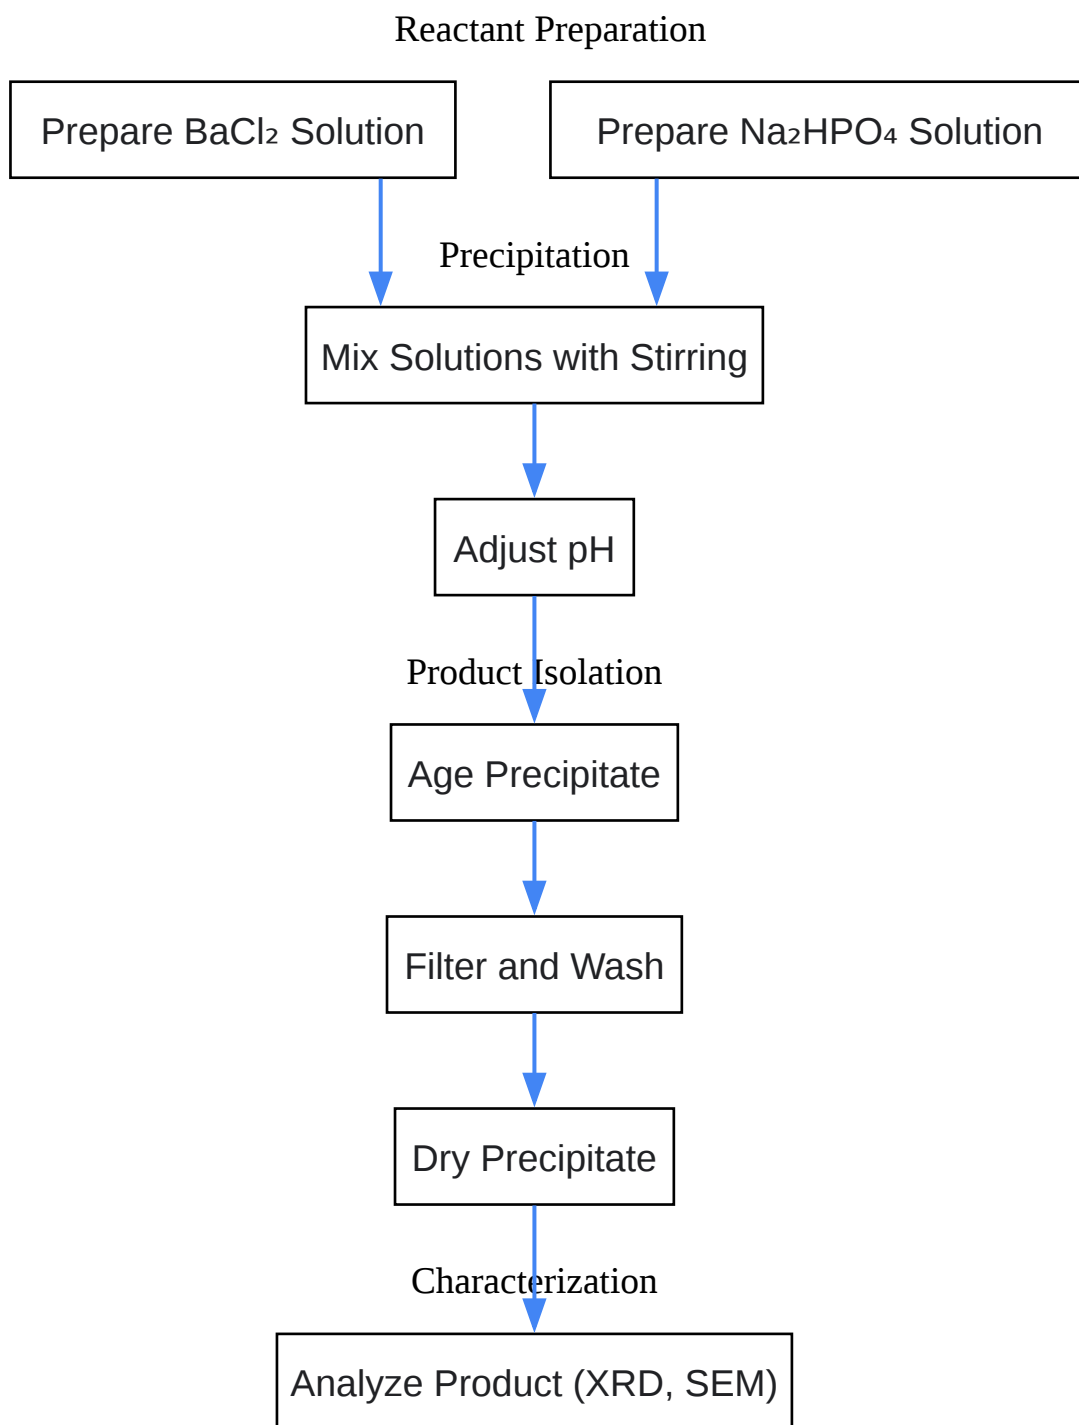 Reactant Preparation
Prepare BaCl₂ Solution
Prepare Na₂HPO₄ Solution
Precipitation
Mix Solutions with Stirring
Adjust pH
Product Isolation
Age Precipitate
Filter and Wash
Dry Precipitate
Characterization
Analyze Product (XRD, SEM)